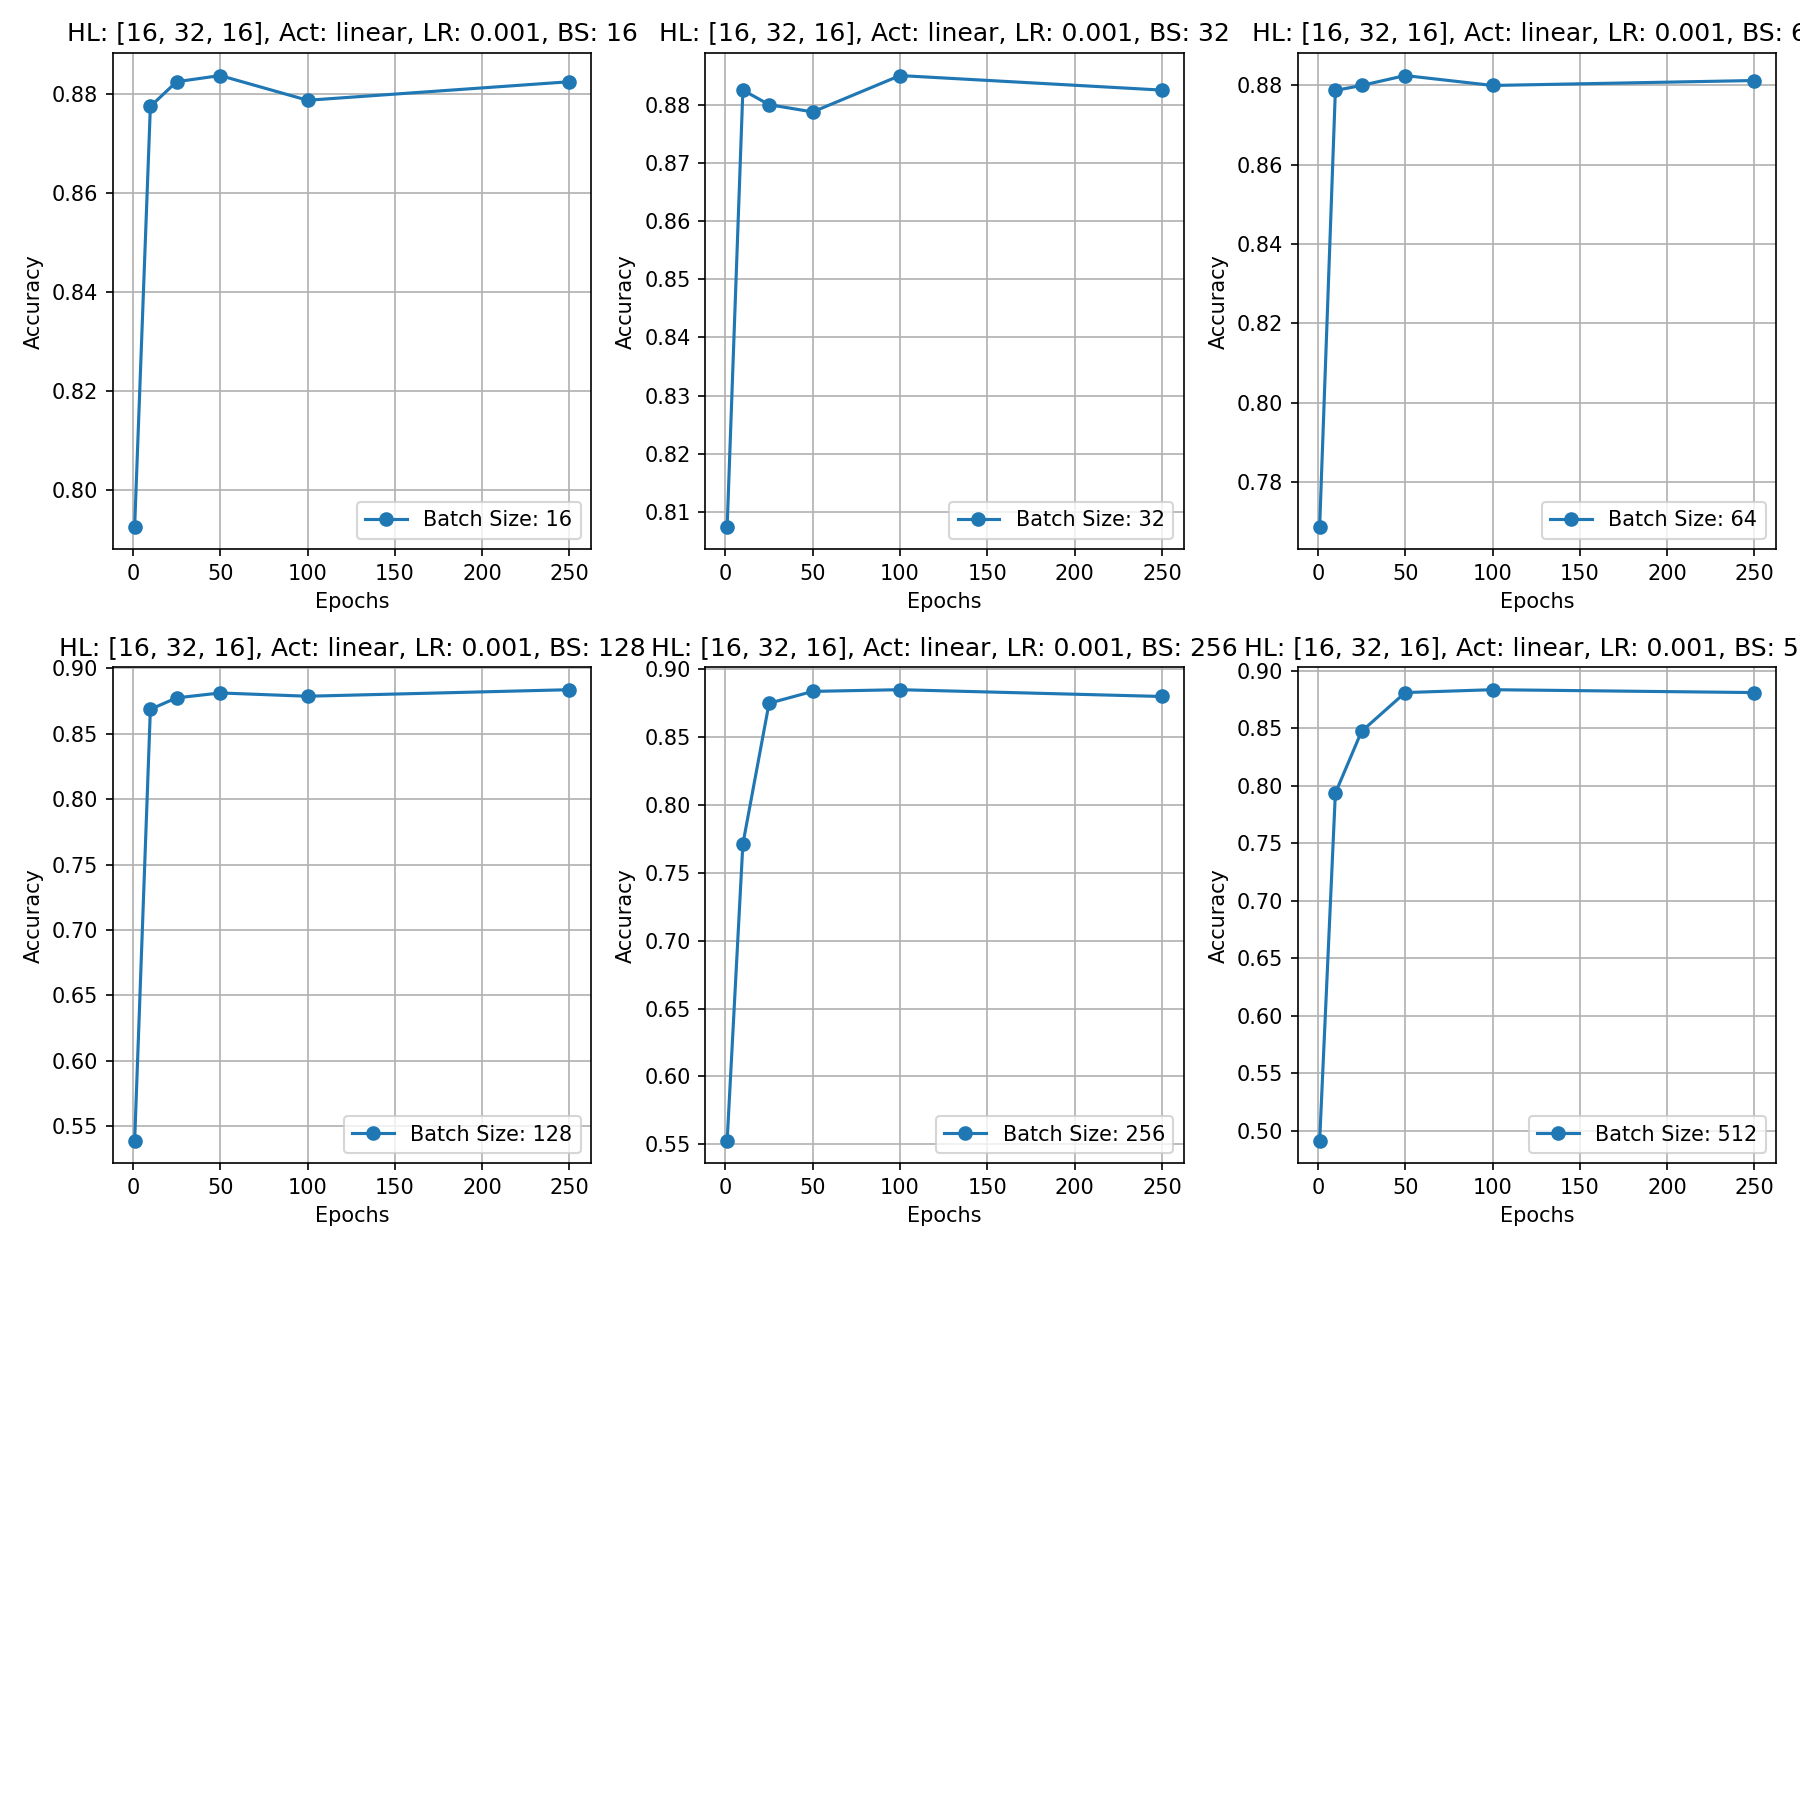 HL: [16, 32, 16], Act: linear, LR: 0.001, BS: 16
0.88
0.86
0.84
0.82
0.80
Accuracy
Batch Size: 16
0 50 100 150 200 250
Epochs
HL: [16, 32, 16], Act: linear, LR: 0.001, BS: 32
0.88
0.87
0.86
0.85
0.84
0.83
0.82
0.81
Accuracy
Batch Size: 32
0 50 100 150 200 250
Epochs
HL: [16, 32, 16], Act: linear, LR: 0.001, BS: 6
0.88
0.86
0.84
0.82
0.80
0.78
Accuracy
Batch Size: 64
0 50 100 150 200 250
Epochs
HL: [16, 32, 16], Act: linear, LR: 0.001, BS: 128
0.90
0.85
0.80
0.75
0.70
0.65
0.60
0.55
Accuracy
Batch Size: 128
0 50 100 150 200 250
Epochs
HL: [16, 32, 16], Act: linear, LR: 0.001, BS: 256
0.90
0.85
0.80
0.75
0.70
0.65
0.60
0.55
Accuracy
Batch Size: 256
0 50 100 150 200 250
Epochs
HL: [16, 32, 16], Act: linear, LR: 0.001, BS: 5
0.90
0.85
0.80
0.75
0.70
0.65
0.60
0.55
0.50
Accuracy
Batch Size: 512
0 50 100 150 200 250
Epochs